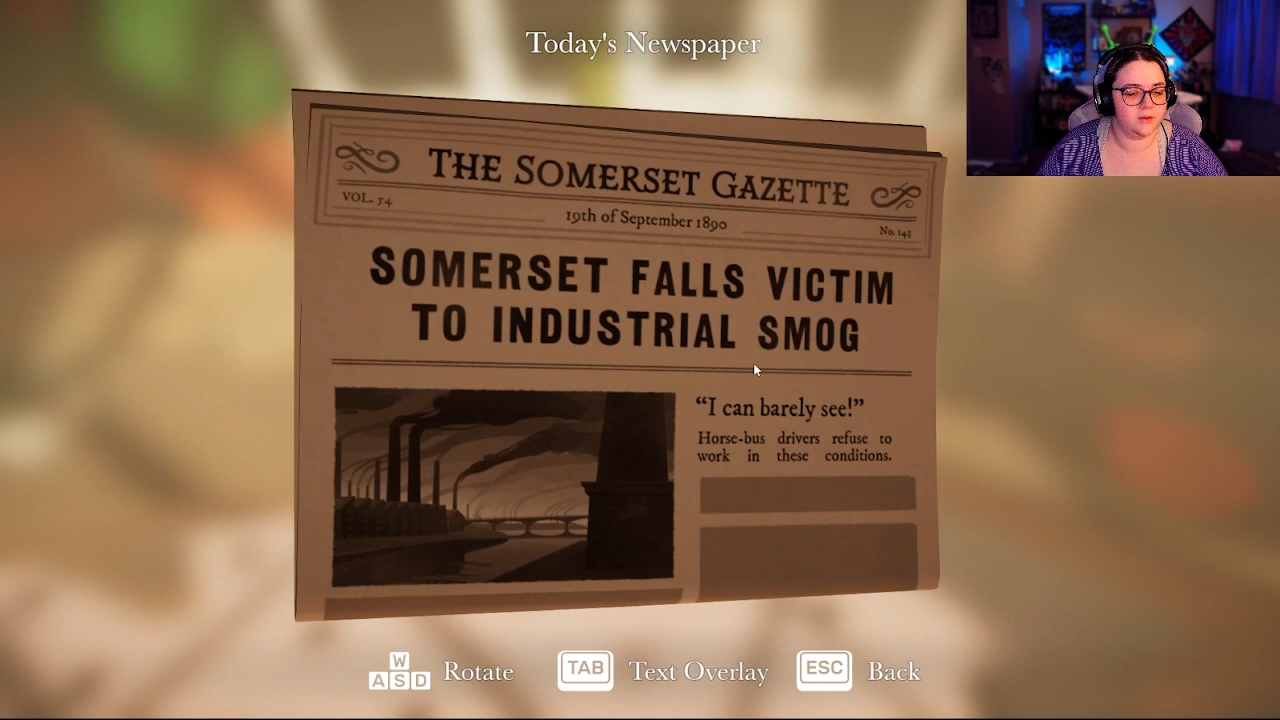 Today's Newspaper
THE SOMERSET GAZETTE
VOL. 54
19th of September 1890
No. 143
SOMERSET FALLS VICTIM
TO INDUSTRIAL SMOG
“I can barely see!”
Horse-bus drivers refuse to
work in these conditions.
W
A S D
Rotate
TAB
Text Overlay
ESC
Back